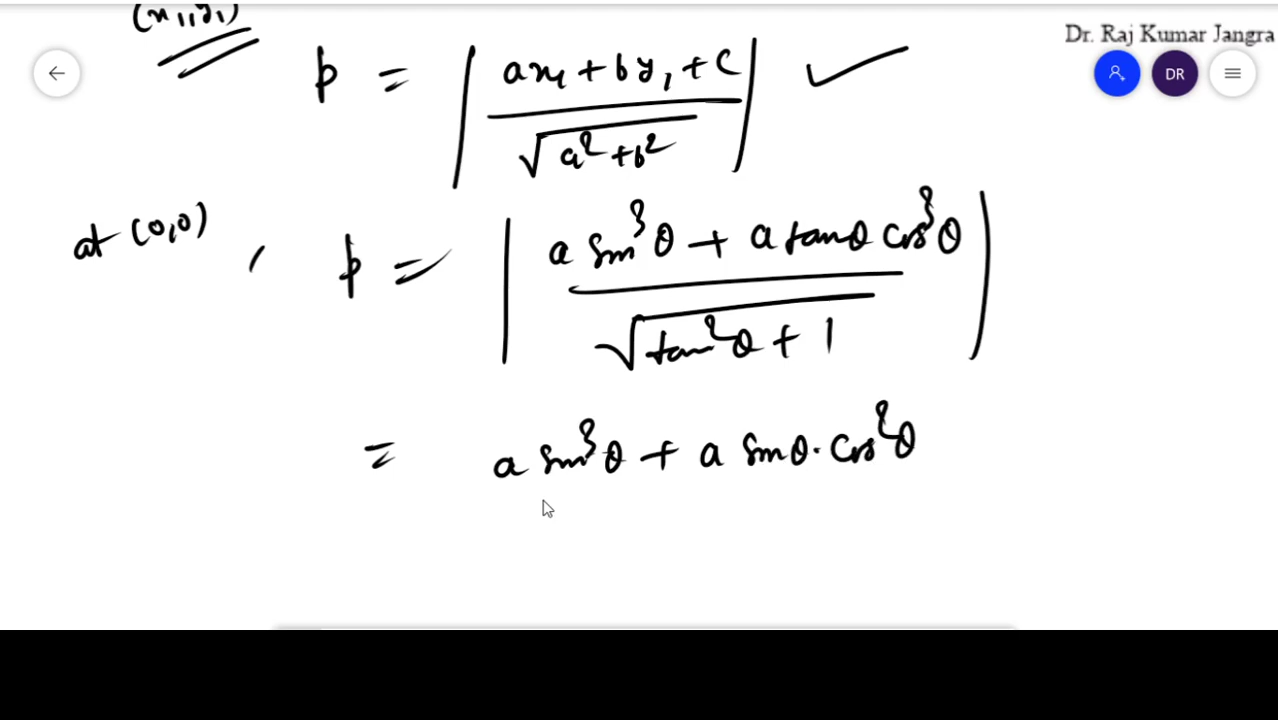 (x₁,y₁)
Dr. Raj Kumar Jangra
DR
p = | (ax₁ + by₁ + c) / √(a² + b²) | ✓
at (0,0) , p = | (a sin³θ + a tanθ cos³θ) / √(tan²θ + 1) |
= a sin³θ + a sinθ · cos²θ